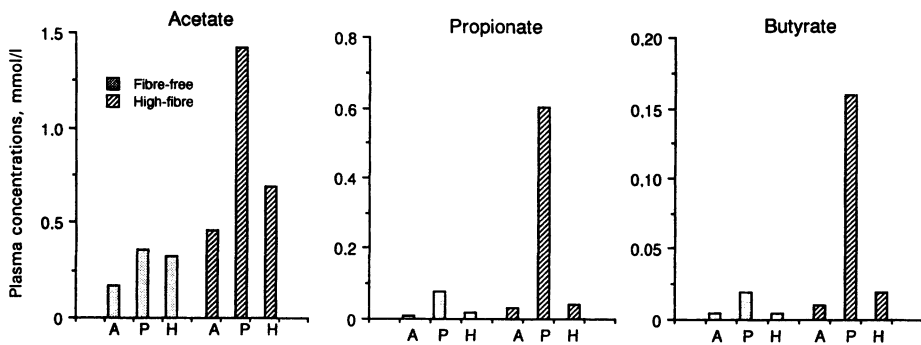 Acetate
Propionate
Butyrate
Plasma concentrations, mmol/l
1.5
1.0
0.5
0
Fibre-free
High-fibre
A P H A P H
0.8
0.6
0.4
0.2
0
A P H A P H
0.20
0.15
0.10
0.05
0
A P H A P H